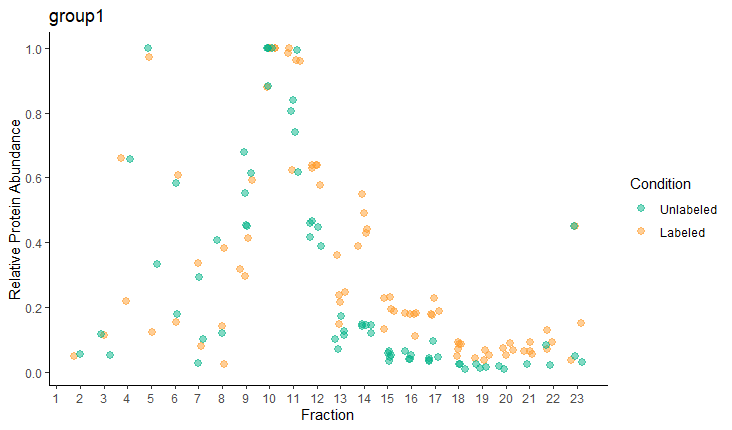 group1
1.0
0.8
0.6
0.4
0.2
0.0
Relative Protein Abundance
1 2 3 4 5 6 7 8 9 10 11 12 13 14 15 16 17 18 19 20 21 22 23
Fraction
Condition
Unlabeled
Labeled